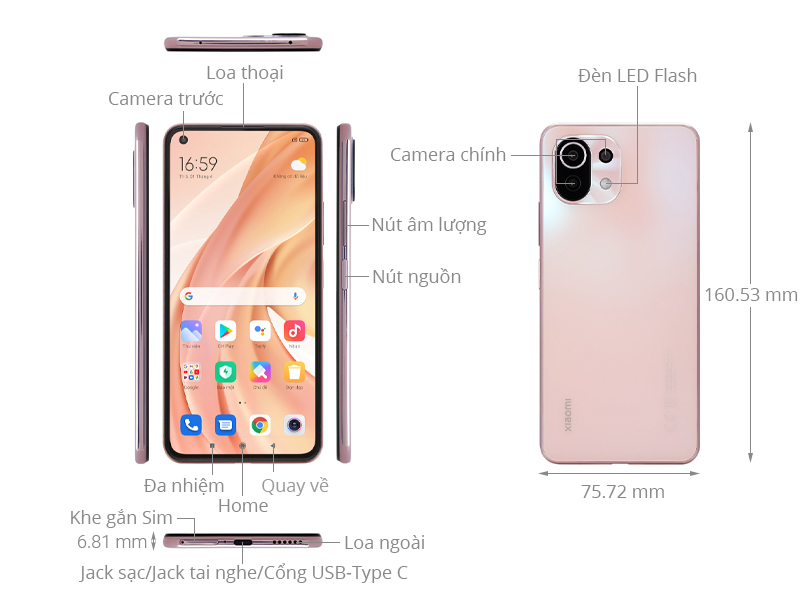 Loa thoại
Camera trước
Đèn LED Flash
Camera chính
16:59
Nút âm lượng
Nút nguồn
160.53 mm
75.72 mm
xiaomi
Đa nhiệm
Home
Quay về
Khe gắn Sim
6.81 mm
Loa ngoài
Jack sạc/Jack tai nghe/Cổng USB-Type C